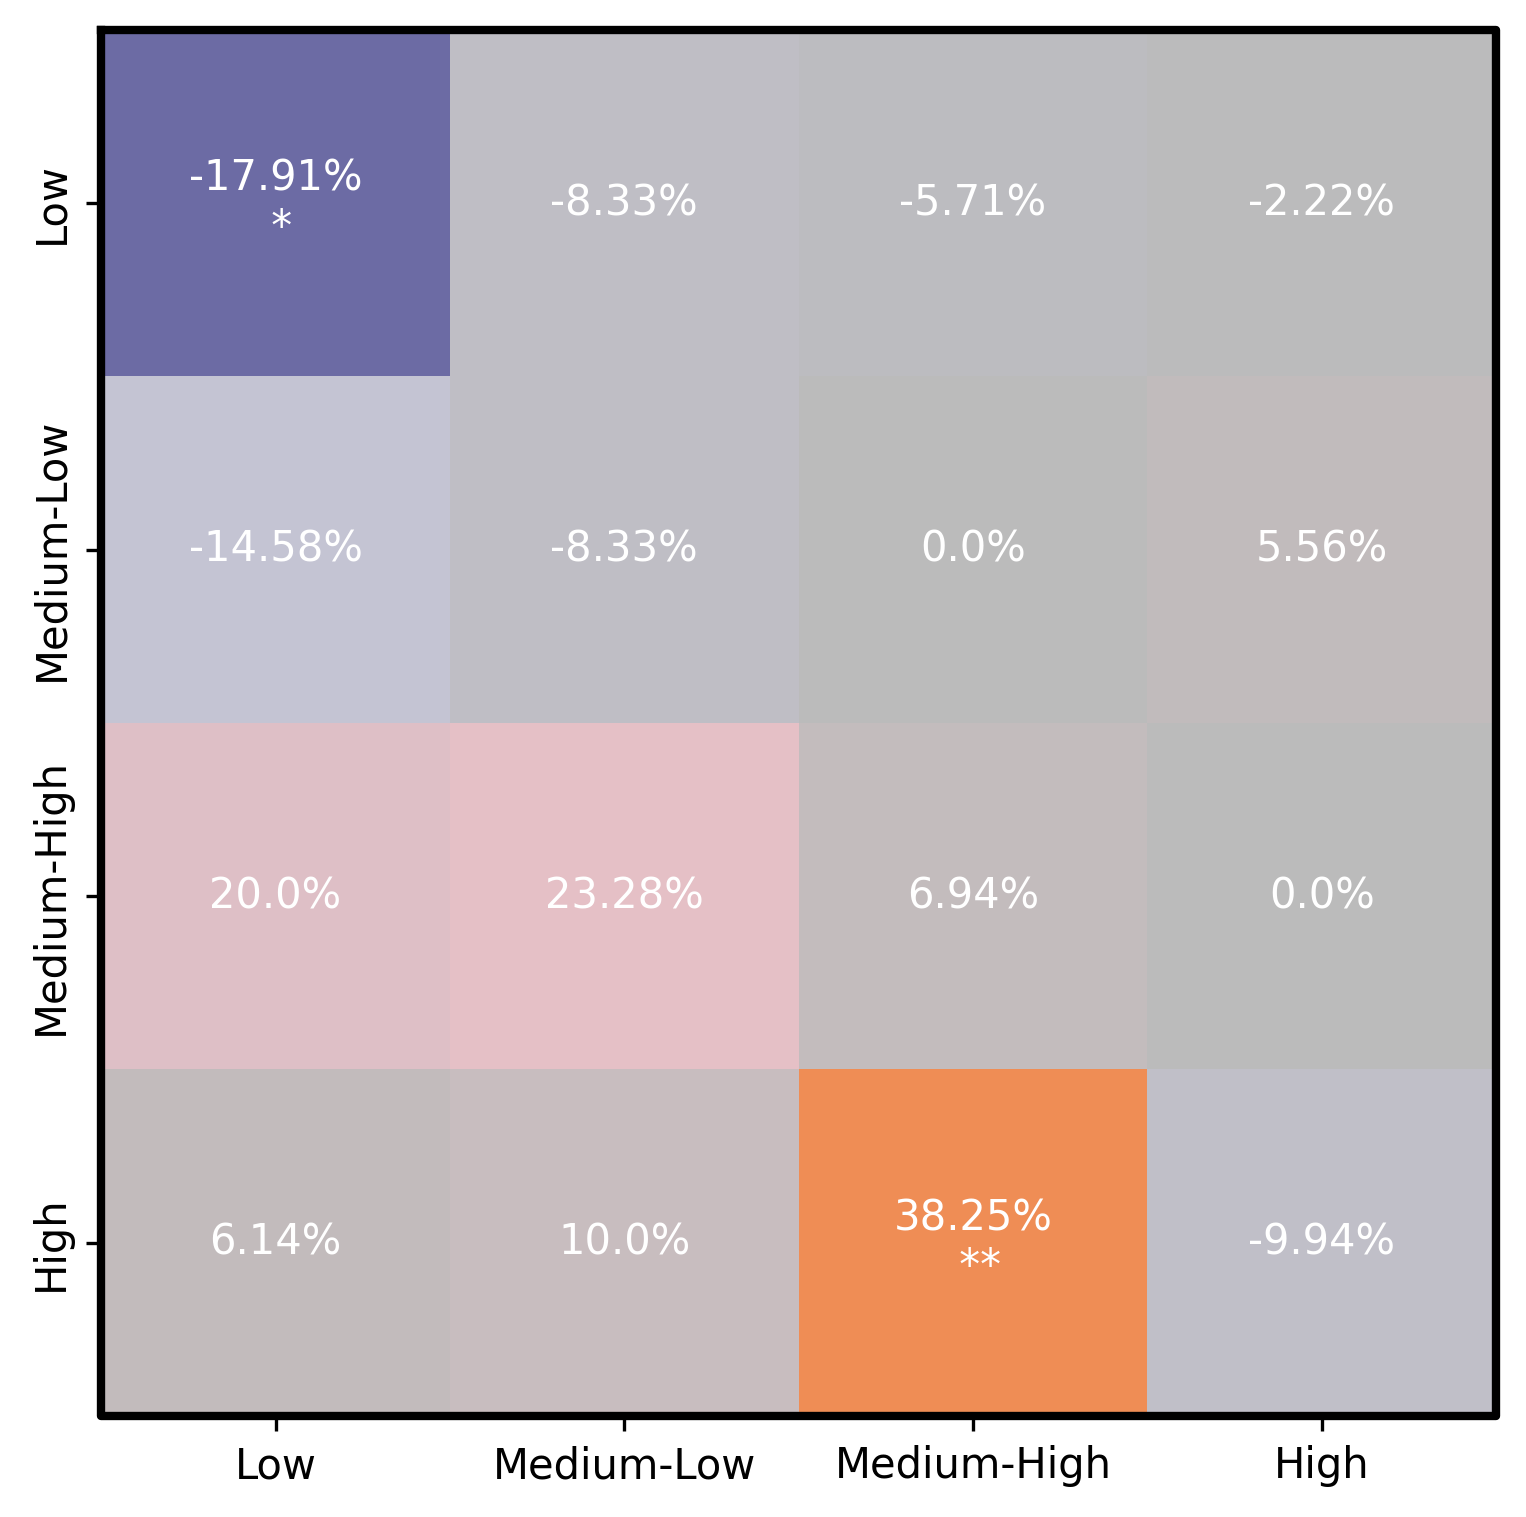 Low
-17.91%
*
-8.33%
-5.71%
-2.22%
Medium-Low
-14.58%
-8.33%
0.0%
5.56%
Medium-High
20.0%
23.28%
6.94%
0.0%
High
6.14%
10.0%
38.25%
**
-9.94%
Low
Medium-Low
Medium-High
High